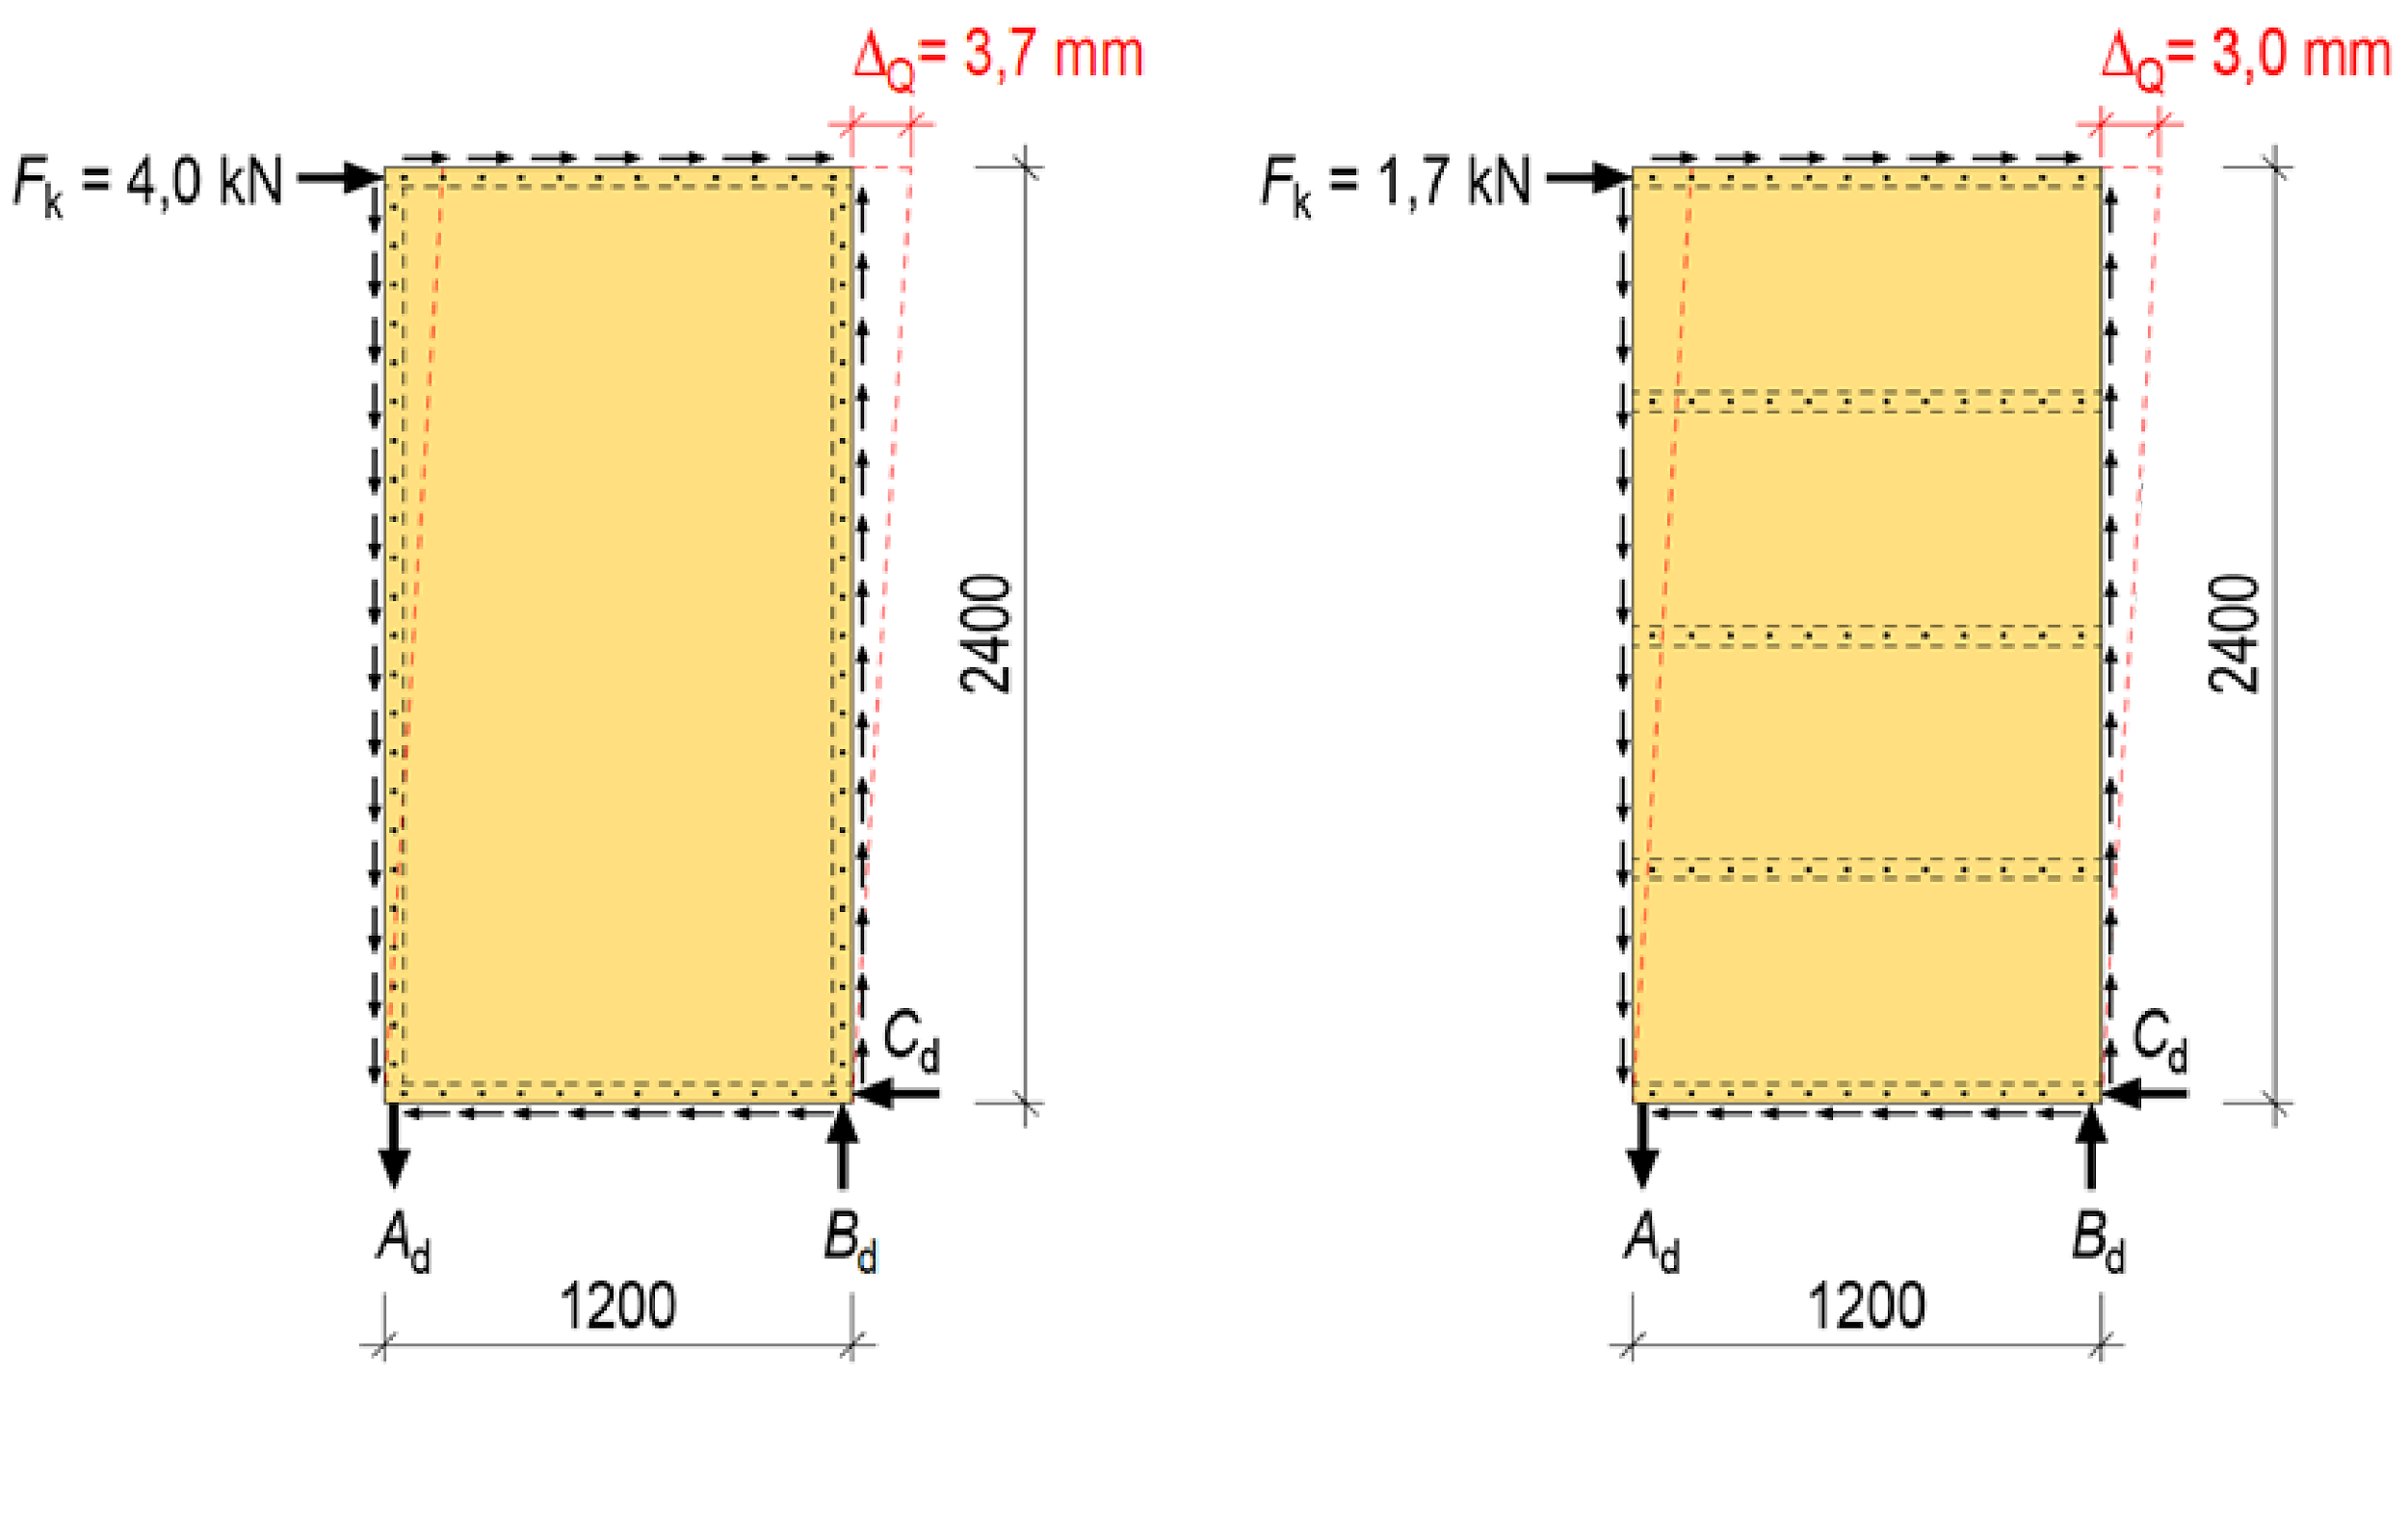 ΔQ= 3,7 mm
Fk = 4,0 kN
2400
Cd
Ad
Bd
1200
ΔQ= 3,0 mm
Fk = 1,7 kN
2400
Cd
Ad
Bd
1200